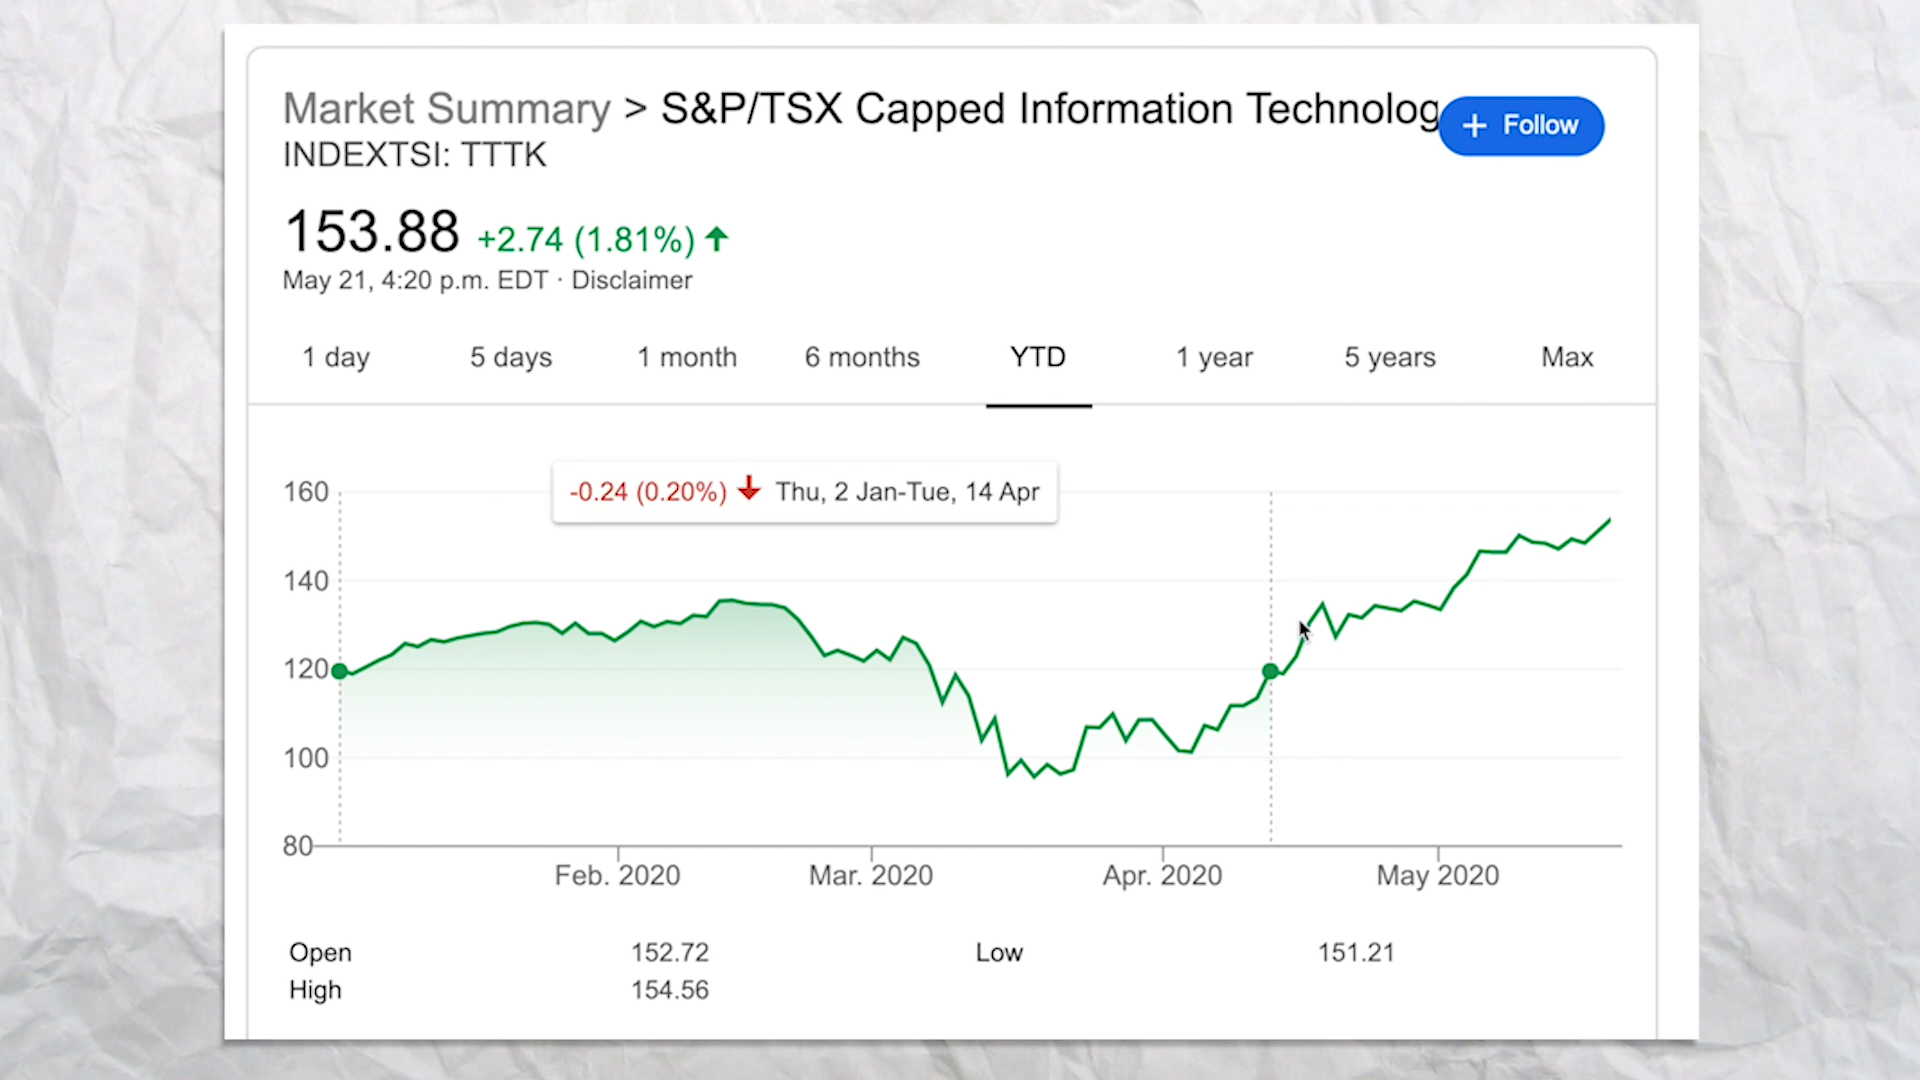 Market Summary > S&P/TSX Capped Information Technolog
+ Follow
INDEXTSI: TTTK
153.88 +2.74 (1.81%)
May 21, 4:20 p.m. EDT · Disclaimer
1 day 5 days 1 month 6 months YTD 1 year 5 years Max
-0.24 (0.20%) Thu, 2 Jan-Tue, 14 Apr
160
140
120
100
80
Feb. 2020 Mar. 2020 Apr. 2020 May 2020
Open 152.72 Low 151.21
High 154.56